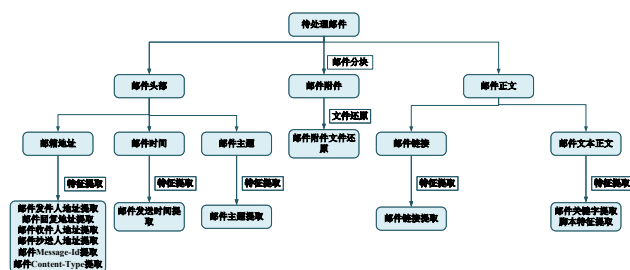 待处理邮件
邮件分块
邮件头部
邮件附件
邮件正文
文件还原
邮箱地址
邮件时间
邮件主题
邮件附件文件还
原
邮件链接
邮件文本正文
特征提取
特征提取
特征提取
特征提取
特征提取
邮件发件人地址提取
邮件回复地址提取
邮件收件人地址提取
邮件抄送人地址提取
邮件Message-Id提取
邮件Content-Type提取
邮件发送时间提
取
邮件主题提取
邮件链接提取
邮件关键字提取
脚本特征提取